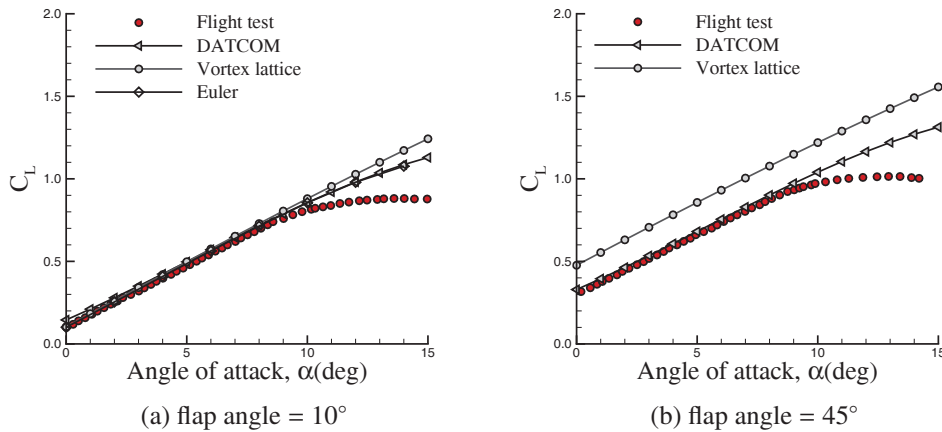 2.0
Flight test
DATCOM
Vortex lattice
Euler
1.5
C_L
1.0
0.5
0.0
0 5 10 15
Angle of attack, α(deg)
(a) flap angle = 10°
2.0
Flight test
DATCOM
Vortex lattice
1.5
C_L
1.0
0.5
0.0
0 5 10 15
Angle of attack, α(deg)
(b) flap angle = 45°